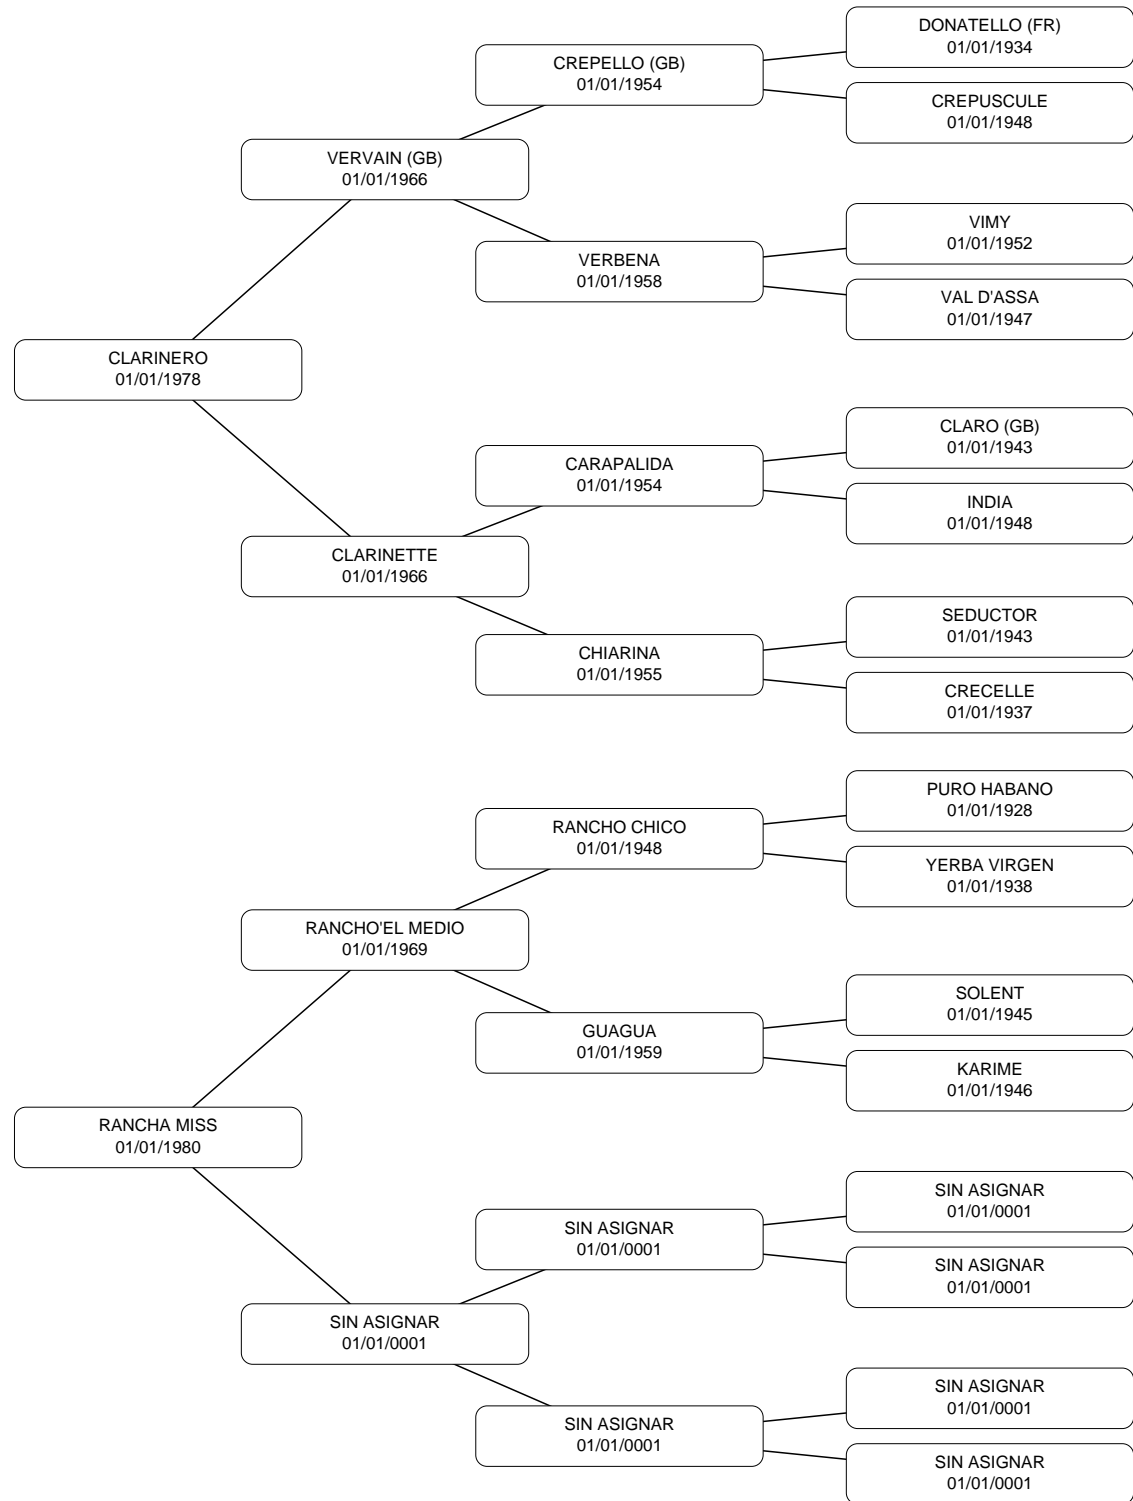 DONATELLO (FR)
01/01/1934
CREPELLO (GB)
01/01/1954
CREPUSCULE
01/01/1948
VERVAIN (GB)
01/01/1966
VIMY
01/01/1952
VERBENA
01/01/1958
VAL D'ASSA
01/01/1947
CLARINERO
01/01/1978
CLARO (GB)
01/01/1943
CARAPALIDA
01/01/1954
INDIA
01/01/1948
CLARINETTE
01/01/1966
SEDUCTOR
01/01/1943
CHIARINA
01/01/1955
CRECELLE
01/01/1937
PURO HABANO
01/01/1928
RANCHO CHICO
01/01/1948
YERBA VIRGEN
01/01/1938
RANCHO'EL MEDIO
01/01/1969
SOLENT
01/01/1945
GUAGUA
01/01/1959
KARIME
01/01/1946
RANCHA MISS
01/01/1980
SIN ASIGNAR
01/01/0001
SIN ASIGNAR
01/01/0001
SIN ASIGNAR
01/01/0001
SIN ASIGNAR
01/01/0001
SIN ASIGNAR
01/01/0001
SIN ASIGNAR
01/01/0001
SIN ASIGNAR
01/01/0001